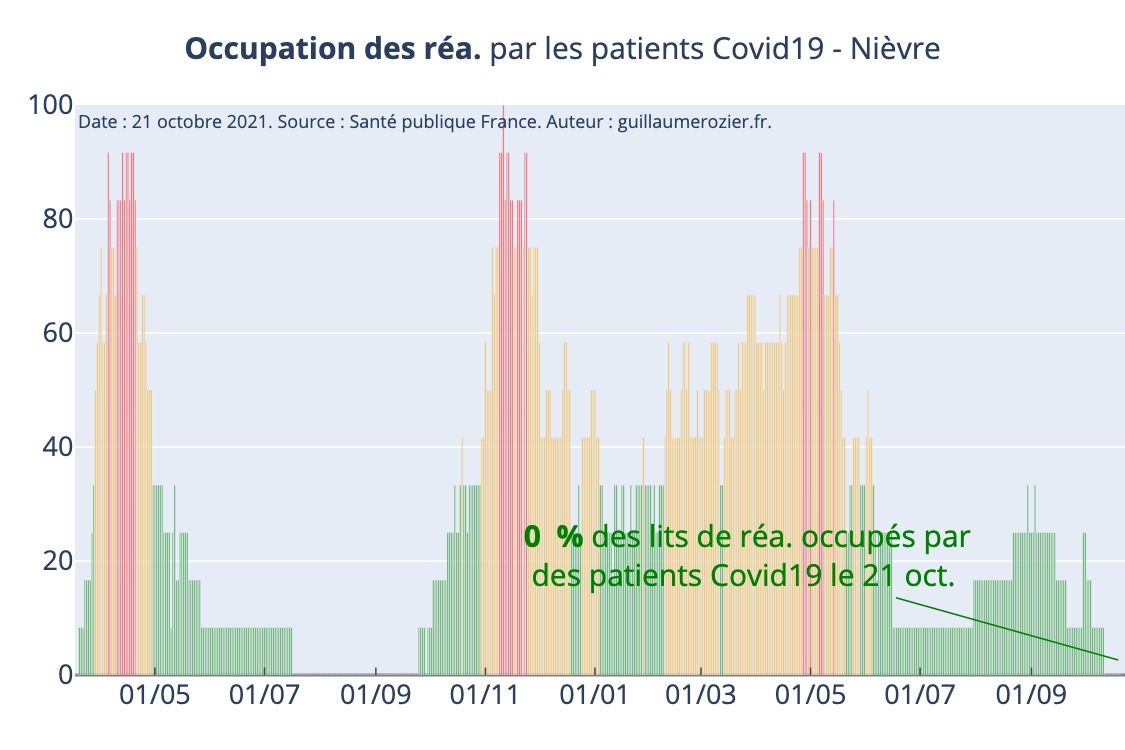 Occupation des réa. par les patients Covid19 - Nièvre
100
Date : 21 octobre 2021. Source : Santé publique France. Auteur : guillaumerozier.fr.
80
60
40
0 % des lits de réa. occupés par
20
des patients Covid19 le 21 oct.
0
01/05 01/07 01/09 01/11 01/01 01/03 01/05 01/07 01/09